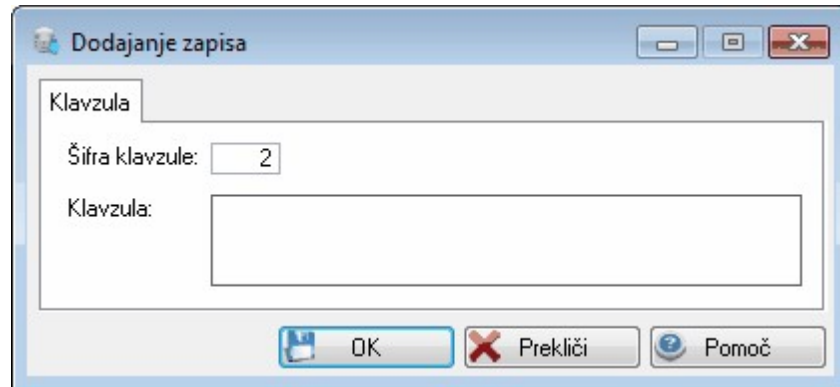 Dodajanje zapisa
Klavzula
Šifra klavzule: 2
Klavzula:
OK Prekliči Pomoč